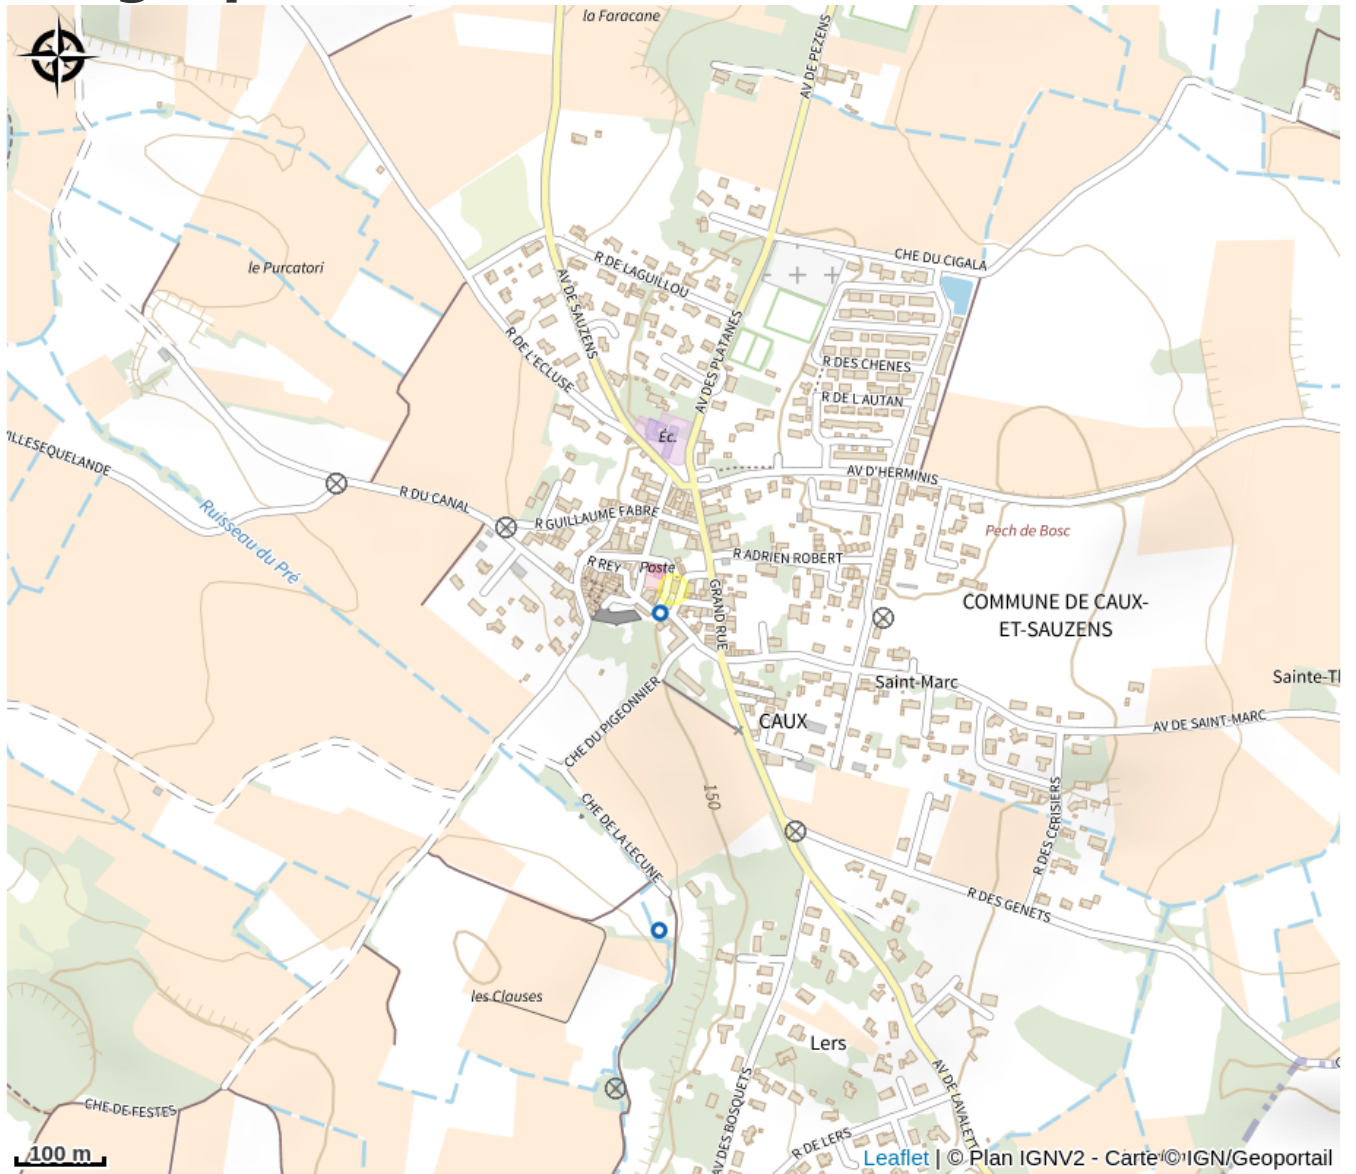 la Faracane
AV DE PEZENS
le Purcatori
R DE LAGUILLOU
CHE DU CIGALA
AV DE SAUZENS
R DE L'ECLUSE
AV DES PLATANES
R DES CHENES
R DE L'AUTAN
Éc.
ILLESEQUELANDE
R DU CANAL
AV D'HERMINIS
Ruisseau du Pré
R GUILLAUME FABRE
Pech de Bosc
R ADRIEN ROBERT
R REY
Poste
GRAND RUE
COMMUNE DE CAUX-
ET-SAUZENS
Saint-Marc
CHE DU PIGEONNIER
CAUX
AV DE SAINT-MARC
150
CHE DE LA LECUNE
R DES CERISIERS
R DES GENETS
les Clauses
Lers
AV DES BOSQUETS
AV DE LAVALETT
CHE DE FESTES
R DE LERS
100 m
Leaflet | © Plan IGNV2 - Carte © IGN/Geoportail